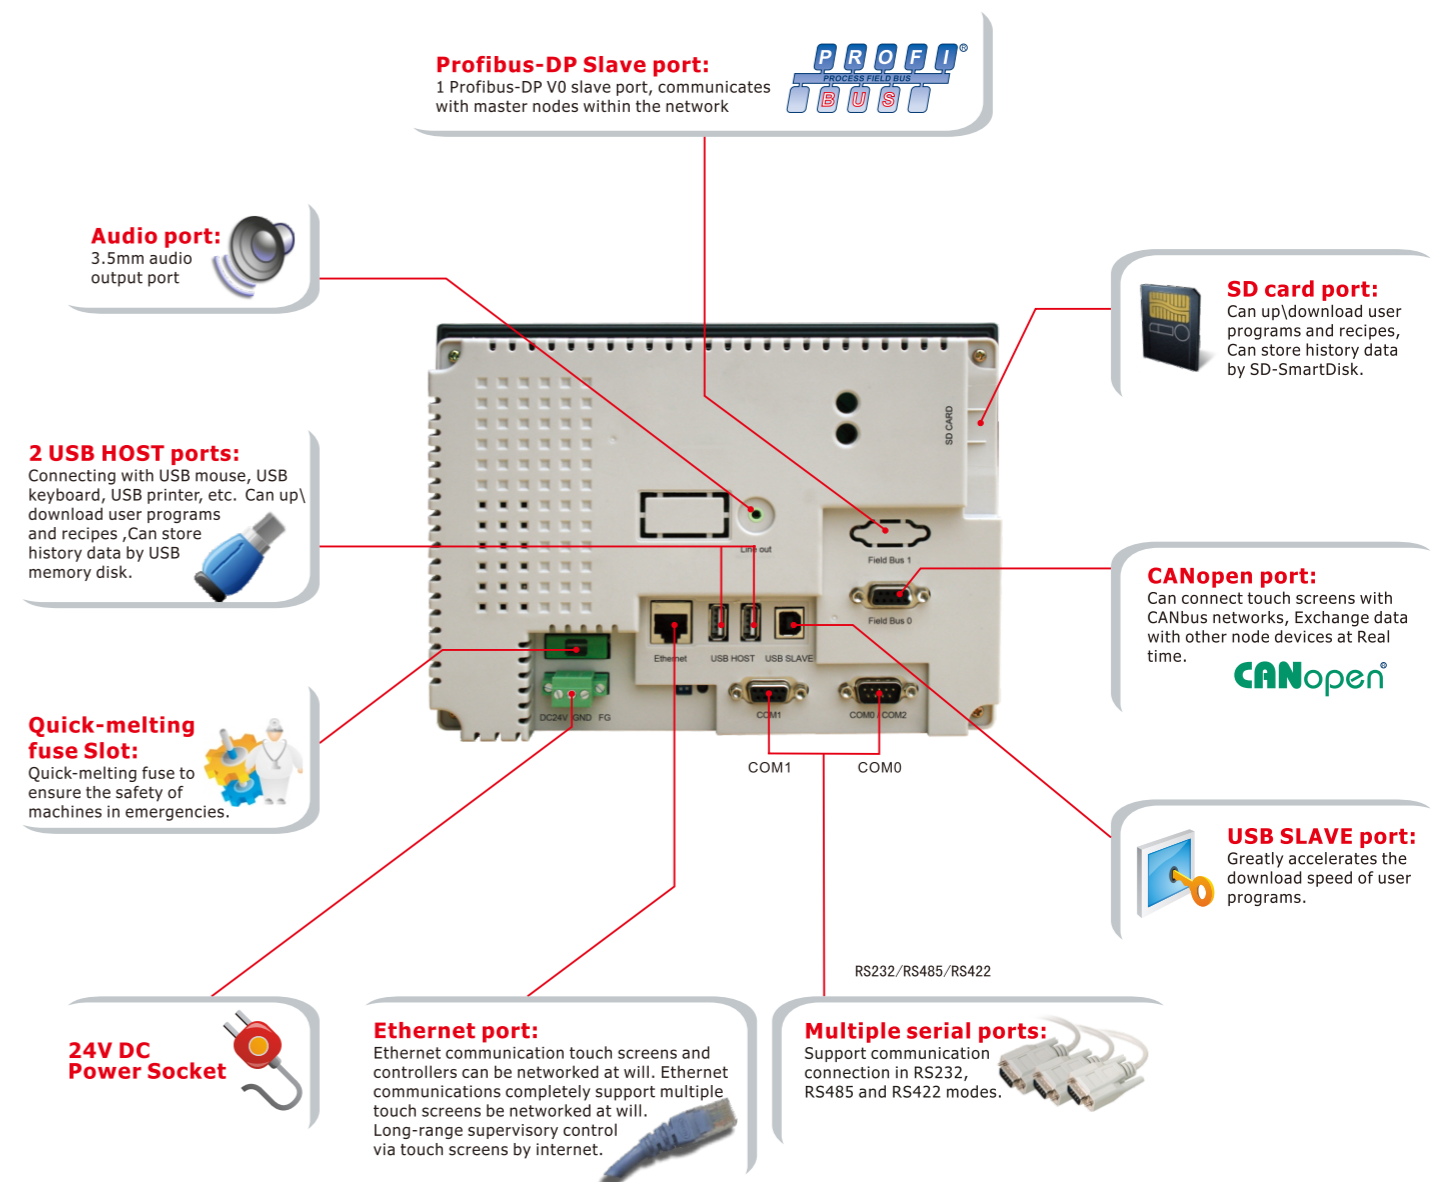 Profibus-DP Slave port:
1 Profibus-DP V0 slave port, communicates
with master nodes within the network
PROFI®
PROCESS FIELD BUS
BUS
Audio port:
3.5mm audio
output port
SD card port:
Can up\download user
programs and recipes,
Can store history data
by SD-SmartDisk.
2 USB HOST ports:
Connecting with USB mouse, USB
keyboard, USB printer, etc. Can up\
download user programs
and recipes ,Can store
history data by USB
memory disk.
SD CARD
Line out
Field Bus 1
Field Bus 0
Ethernet
USB HOST
USB SLAVE
DC24V GND FG
COM1
COM0 / COM2
COM1
COM0
CANopen port:
Can connect touch screens with
CANbus networks, Exchange data
with other node devices at Real
time.
CANopen®
Quick-melting
fuse Slot:
Quick-melting fuse to
ensure the safety of
machines in emergencies.
USB SLAVE port:
Greatly accelerates the
download speed of user
programs.
RS232/RS485/RS422
24V DC
Power Socket
Ethernet port:
Ethernet communication touch screens and
controllers can be networked at will. Ethernet
communications completely support multiple
touch screens be networked at will.
Long-range supervisory control
via touch screens by internet.
Multiple serial ports:
Support communication
connection in RS232,
RS485 and RS422 modes.